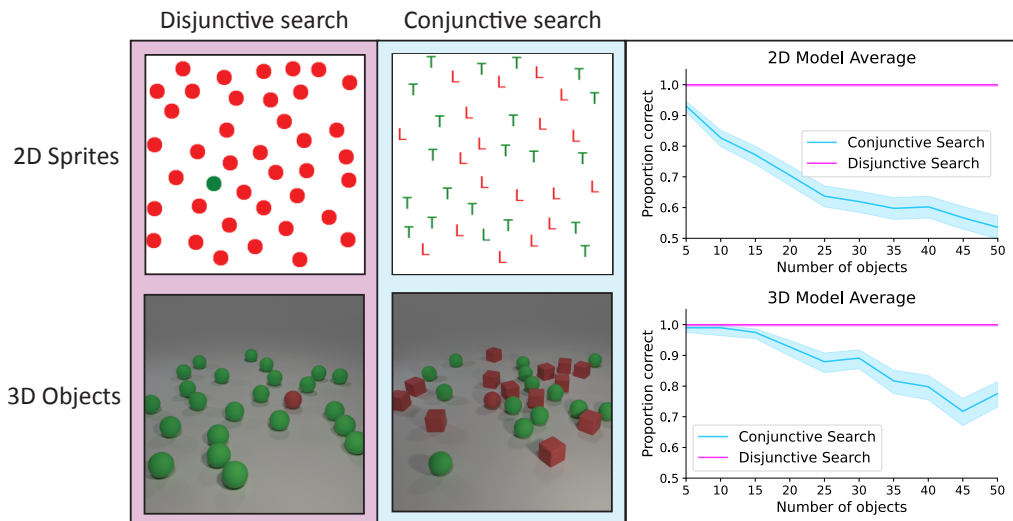 Disjunctive search
Conjunctive search
2D Sprites
T T T L T
L L T
L L
T T L
L L
L T
T T T L
L T L L L L
T
T T L L
T T L T
L L T L
3D Objects
2D Model Average
Proportion correct
1.0
0.9
0.8
0.7
0.6
0.5
Conjunctive Search
Disjunctive Search
5 10 15 20 25 30 35 40 45 50
Number of objects
3D Model Average
Proportion correct
1.0
0.9
0.8
0.7
0.6
0.5
Conjunctive Search
Disjunctive Search
5 10 15 20 25 30 35 40 45 50
Number of objects